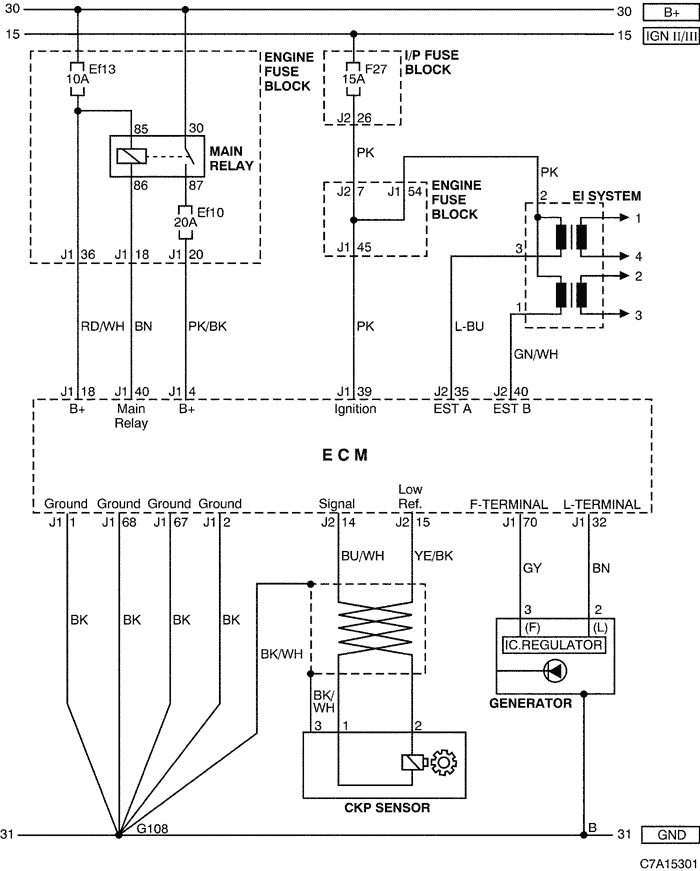 30 30 B+
15 15 IGN II/III
Ef13
10A
ENGINE
FUSE
BLOCK
I/P FUSE
BLOCK
F27
15A
85 30
MAIN
RELAY
86 87
Ef10
20A
J2 26
PK
J2 7 J1 54
ENGINE
FUSE
BLOCK
PK
2 EI SYSTEM
1
3 4
2
1 3
J1 36 J1 18 J1 20 J1 45
RD/WH BN PK/BK PK L-BU
GN/WH
J1 18 J1 40 J1 4 J1 39 J2 35 J2 40
B+ Main
Relay B+ Ignition EST A EST B
ECM
Ground Ground Ground Ground Signal Low
Ref. F-TERMINAL L-TERMINAL
J1 1 J1 68 J1 67 J1 2 J2 14 J2 15 J1 70 J1 32
BU/WH YE/BK
GY BN
BK BK BK BK
BK/WH
3 2
(F) (L)
IC.REGULATOR
GENERATOR
BK/
WH
3 1 2
CKP SENSOR
31 G108 B 31 GND
C7A15301